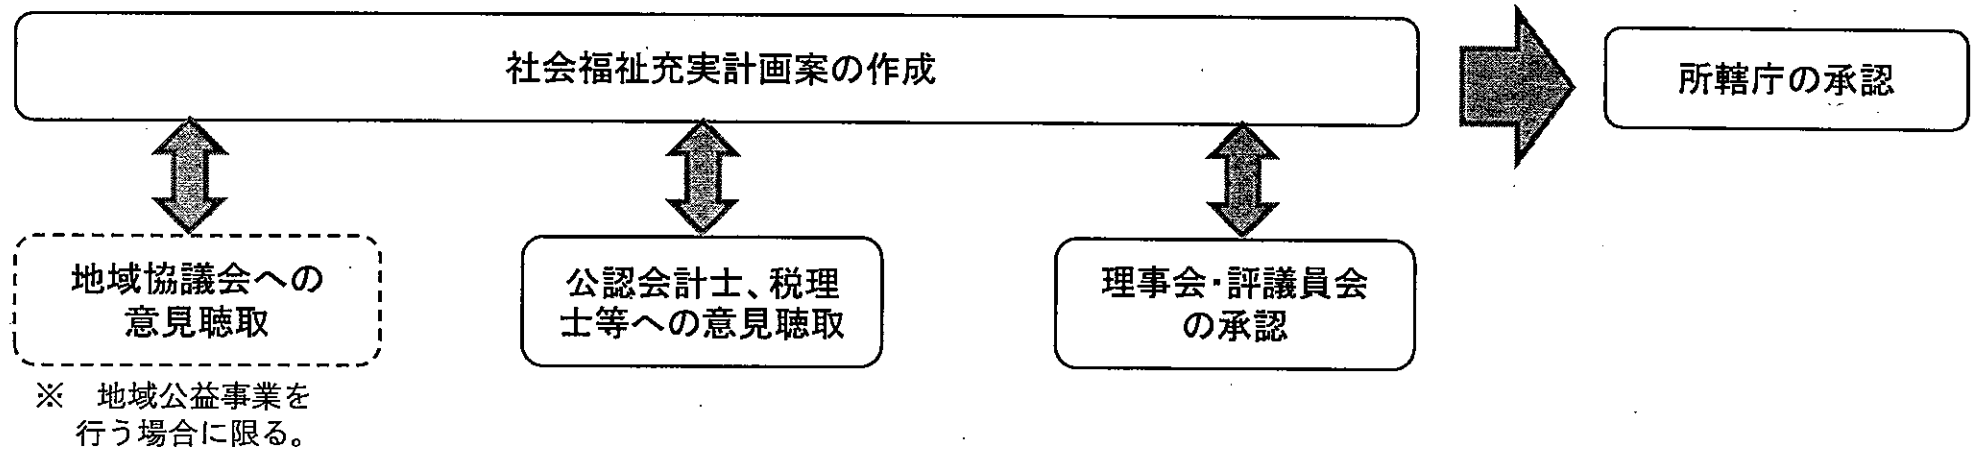 社会福祉充実計画案の作成
所轄庁の承認
地域協議会への
意見聴取
公認会計士、税理
士等への意見聴取
理事会・評議員会
の承認
※　地域公益事業を
行う場合に限る。